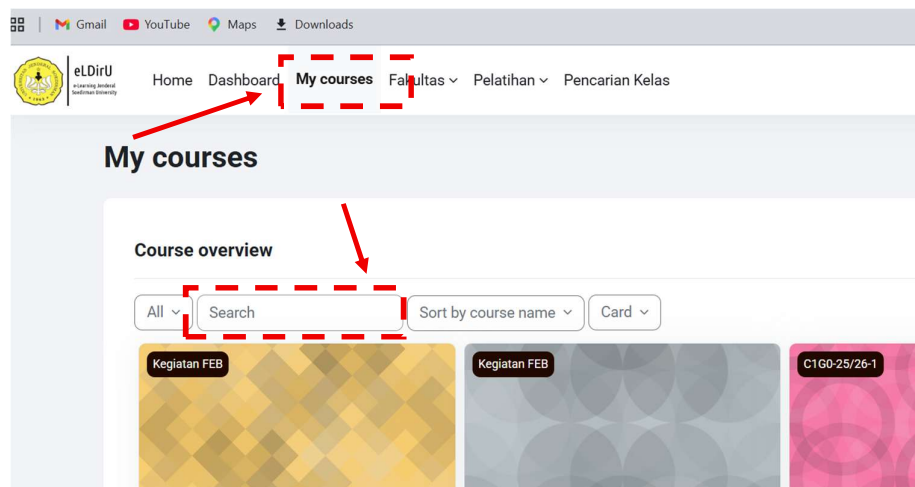 Gmail YouTube Maps Downloads
eLDirU
e-Learning Jenderal
Soedirman University
Home Dashboard My courses Fakultas Pelatihan Pencarian Kelas
My courses
Course overview
All Search Sort by course name Card
Kegiatan FEB Kegiatan FEB C1G0-25/26-1